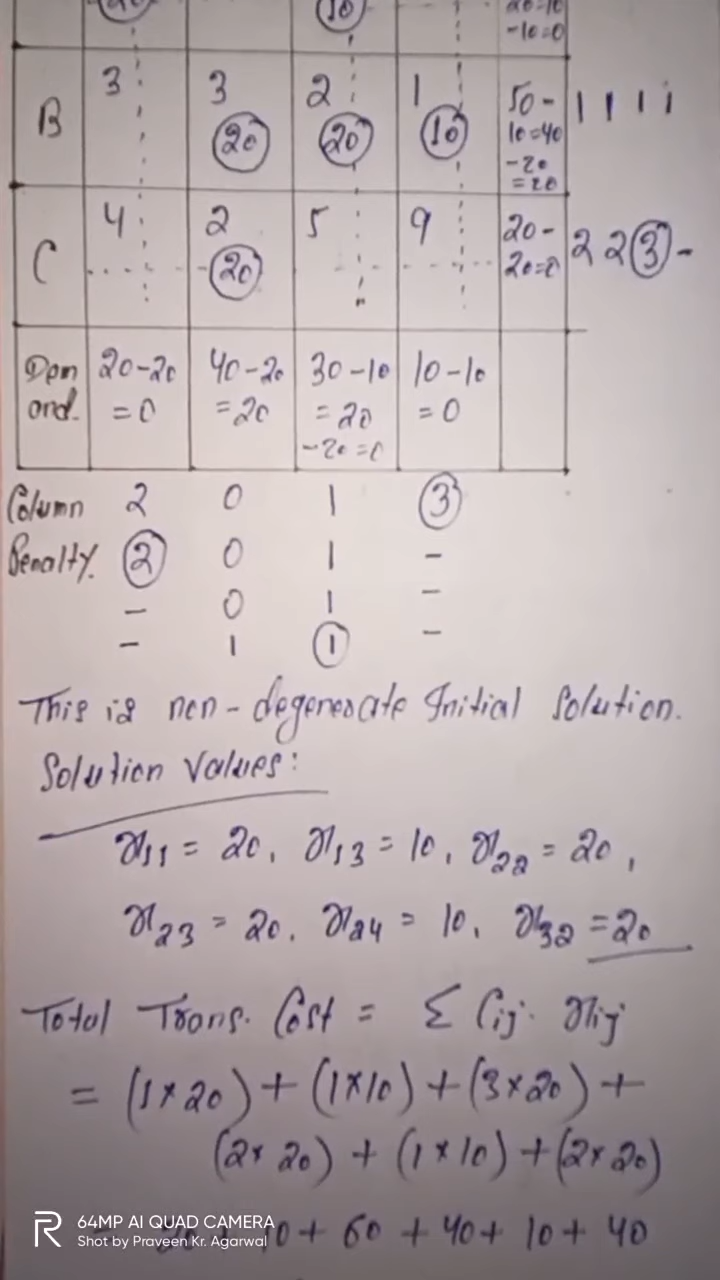 20-10
10
-10=0
B 3 3 2 1 50- 1 1 1 1
20 20 10 10=40
-20
=20
C 4 2 5 9 20- 2 2 3 -
20 20=0
Dem 20-20 40-20 30-10 10-10
and. =0 =20 =20 =0
-20=0
Column 2 0 1 3
Penalty. 2 0 1 -
- 0 1 -
- 1 1 -
This is non-degenerate Initial Solution.
Solution Values:
x11 = 20, x13 = 10, x22 = 20,
x23 = 20, x24 = 10, x32 = 20
Total Trans. Cost = Σ Cij. xij
= (1×20) + (1×10) + (3×20) +
(2×20) + (1×10) + (2×20)
+ 60 + 40 + 10 + 40
64MP AI QUAD CAMERA
Shot by Praveen Kr. Agarwal